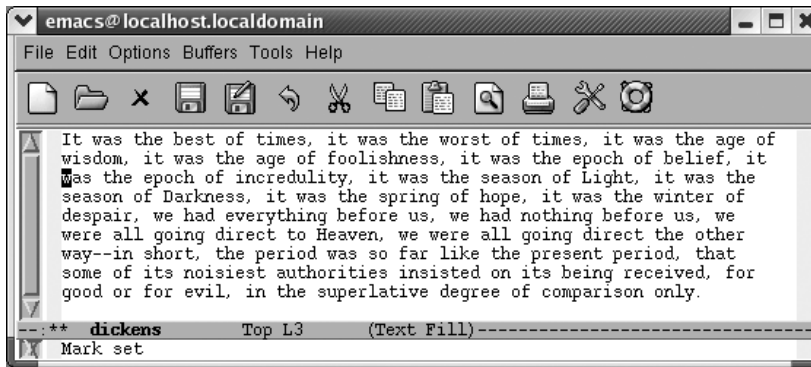 emacs@localhost.localdomain
File Edit Options Buffers Tools Help
It was the best of times, it was the worst of times, it was the age of
wisdom, it was the age of foolishness, it was the epoch of belief, it
was the epoch of incredulity, it was the season of Light, it was the
season of Darkness, it was the spring of hope, it was the winter of
despair, we had everything before us, we had nothing before us, we
were all going direct to Heaven, we were all going direct the other
way--in short, the period was so far like the present period, that
some of its noisiest authorities insisted on its being received, for
good or for evil, in the superlative degree of comparison only.
--:** dickens Top L3 (Text Fill)---------------------------------
Mark set